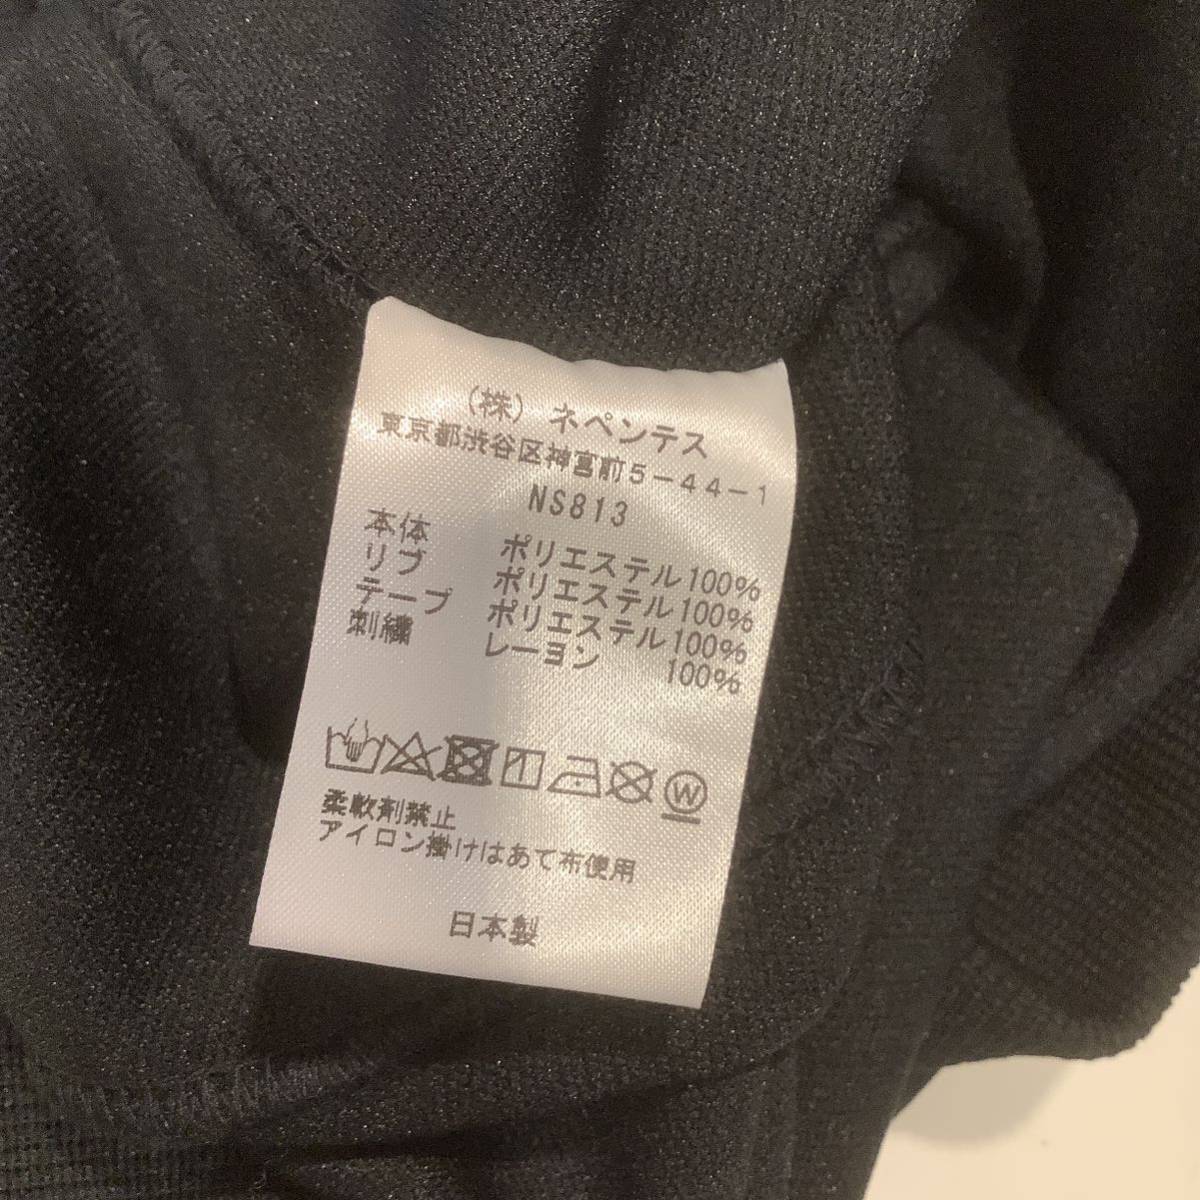 (株) ネペンテス
東京都渋谷区神宮前5-44-1
NS813
本体 ポリエステル100%
リブ ポリエステル100%
テープ ポリエステル100%
刺繍 レーヨン 100%
W
柔軟剤禁止
アイロン掛けはあて布使用
日本製